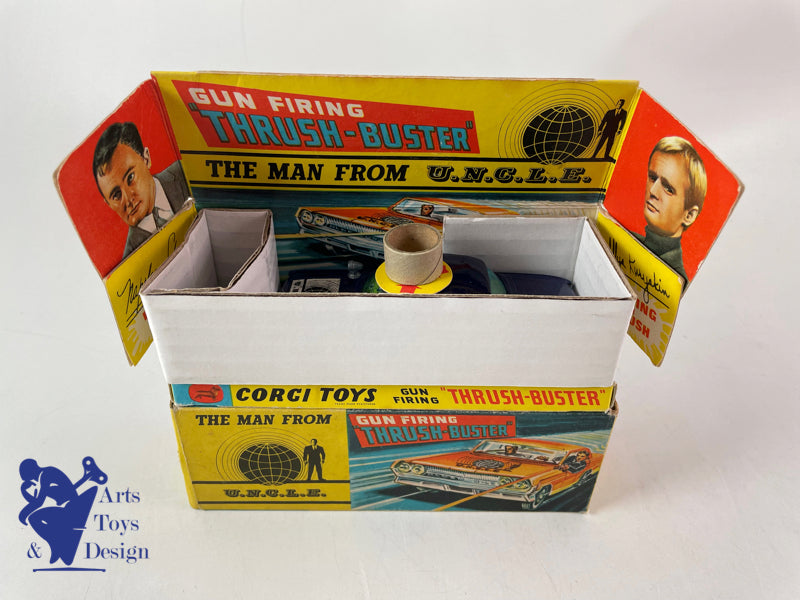 GUN FIRING
"THRUSH-BUSTER"
THE MAN FROM U.N.C.L.E.
CORGI TOYS GUN FIRING "THRUSH-BUSTER"
THE MAN FROM
U.N.C.L.E.
GUN FIRING
"THRUSH-BUSTER"
Arts
Toys
& Design